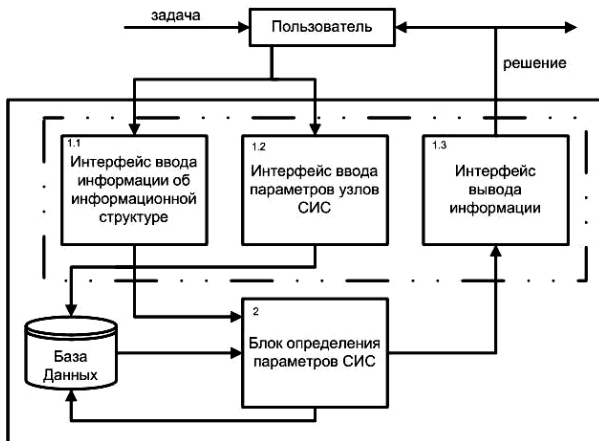 задача
Пользователь
решение
1.1
Интерфейс ввода
информации об
информационной
структуре
1.2
Интерфейс ввода
параметров узлов
СИС
1.3
Интерфейс
вывода
информации
База
Данных
2
Блок определения
параметров СИС